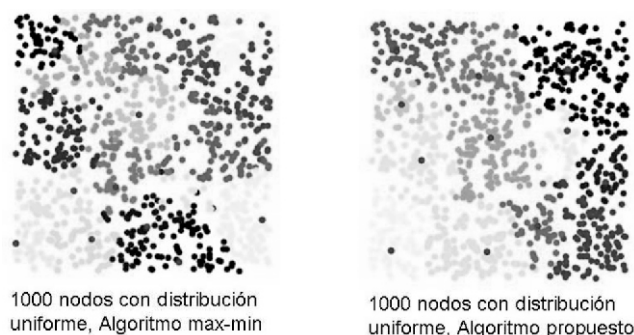 1000 nodos con distribución
uniforme, Algoritmo max-min
1000 nodos con distribución
uniforme, Algoritmo propuesto